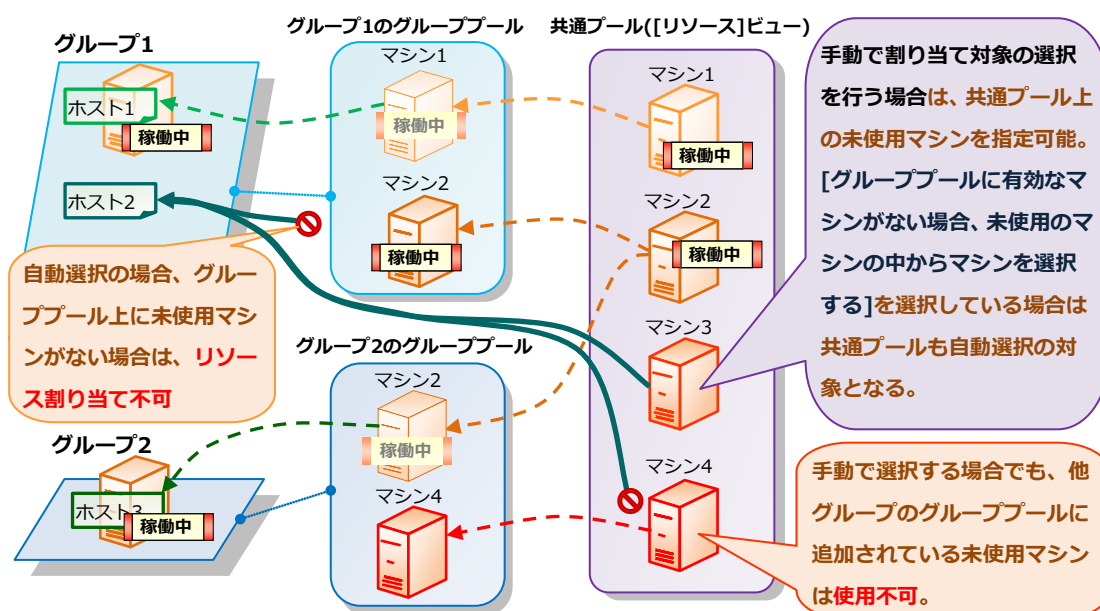 グループ1
グループ1のグループプール
共通プール([リソース]ビュー)
マシン1
マシン1
ホスト1
稼働中
稼働中
稼働中
マシン2
マシン2
ホスト2
稼働中
稼働中
手動で割り当て対象の選択
を行う場合は、共通プール上
の未使用マシンを指定可能。
[グループプールに有効なマ
シンがない場合、未使用のマ
シンの中からマシンを選択
する]を選択している場合は
共通プールも自動選択の対
象となる。
自動選択の場合、グルー
ププール上に未使用マシ
ンがない場合は、リソー
ス割り当て不可
マシン3
グループ2のグループプール
マシン2
稼働中
グループ2
ホスト3
稼働中
マシン4
マシン4
手動で選択する場合でも、他
グループのグループプールに
追加されている未使用マシン
は使用不可。